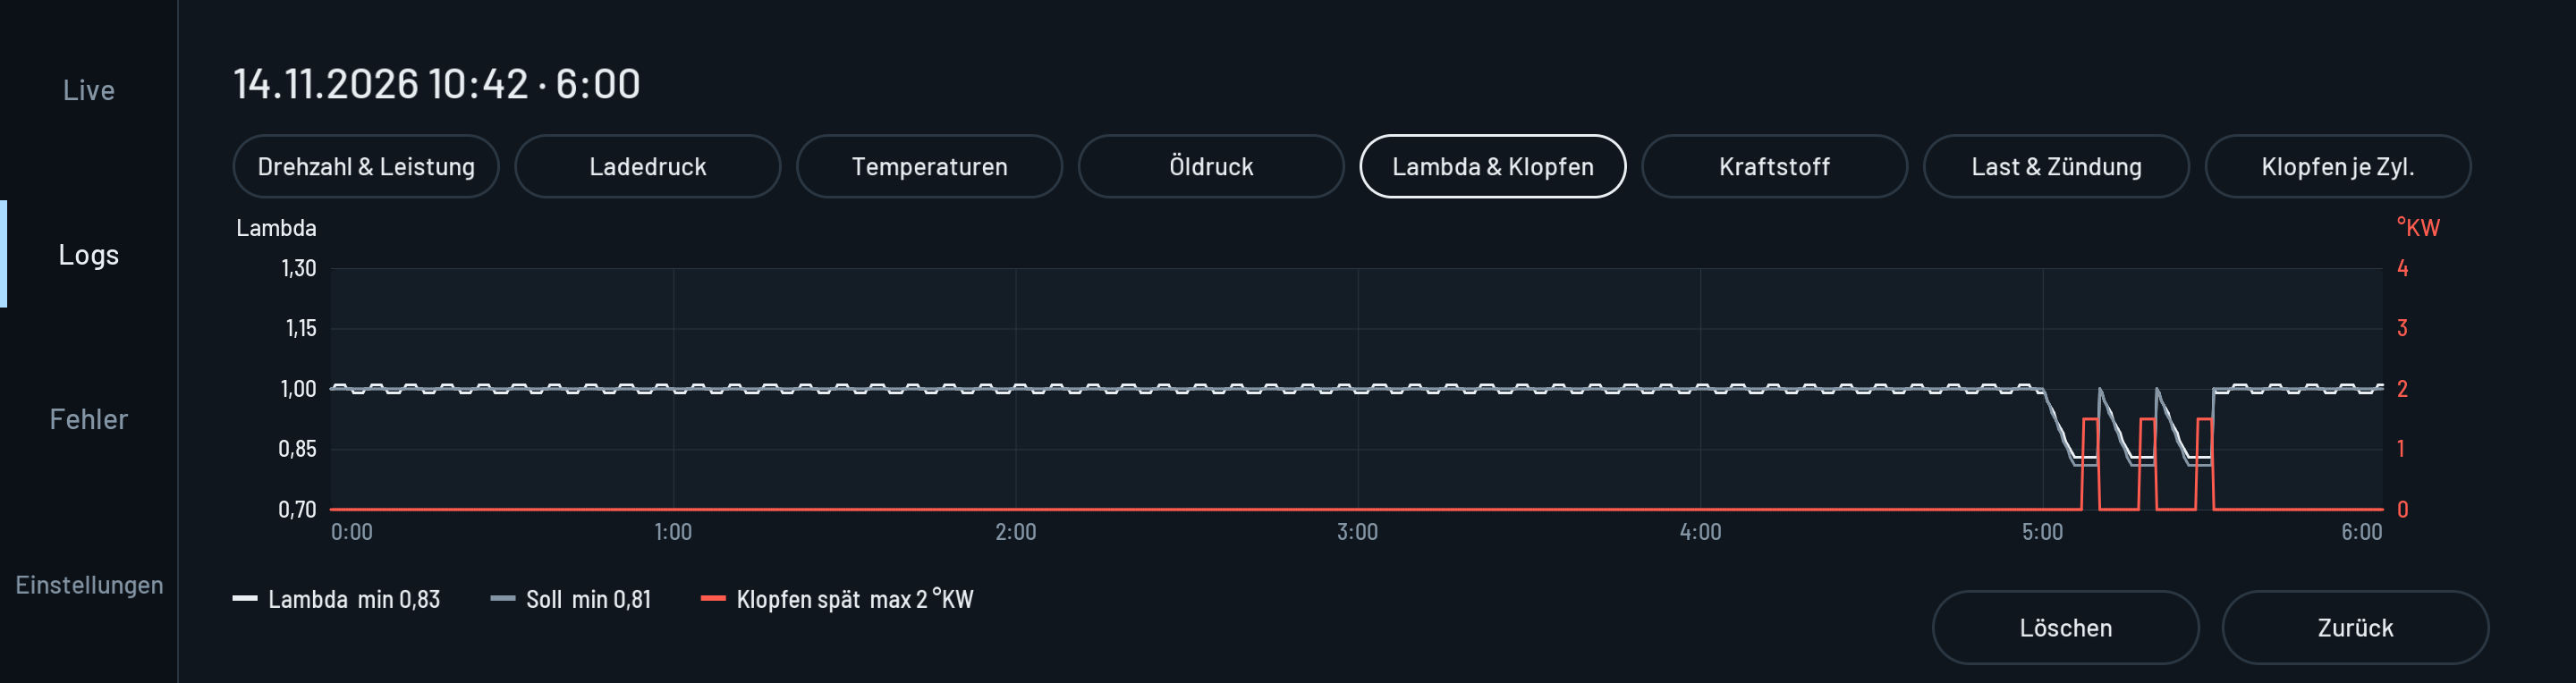 Live
Logs
Fehler
Einstellungen
14.11.2026 10:42 · 6:00
Drehzahl & Leistung
Ladedruck
Temperaturen
Öldruck
Lambda & Klopfen
Kraftstoff
Last & Zündung
Klopfen je Zyl.
Lambda
°KW
1,30
1,15
1,00
0,85
0,70
4
3
2
1
0
0:00
1:00
2:00
3:00
4:00
5:00
6:00
Lambda min 0,83
Soll min 0,81
Klopfen spät max 2 °KW
Löschen
Zurück